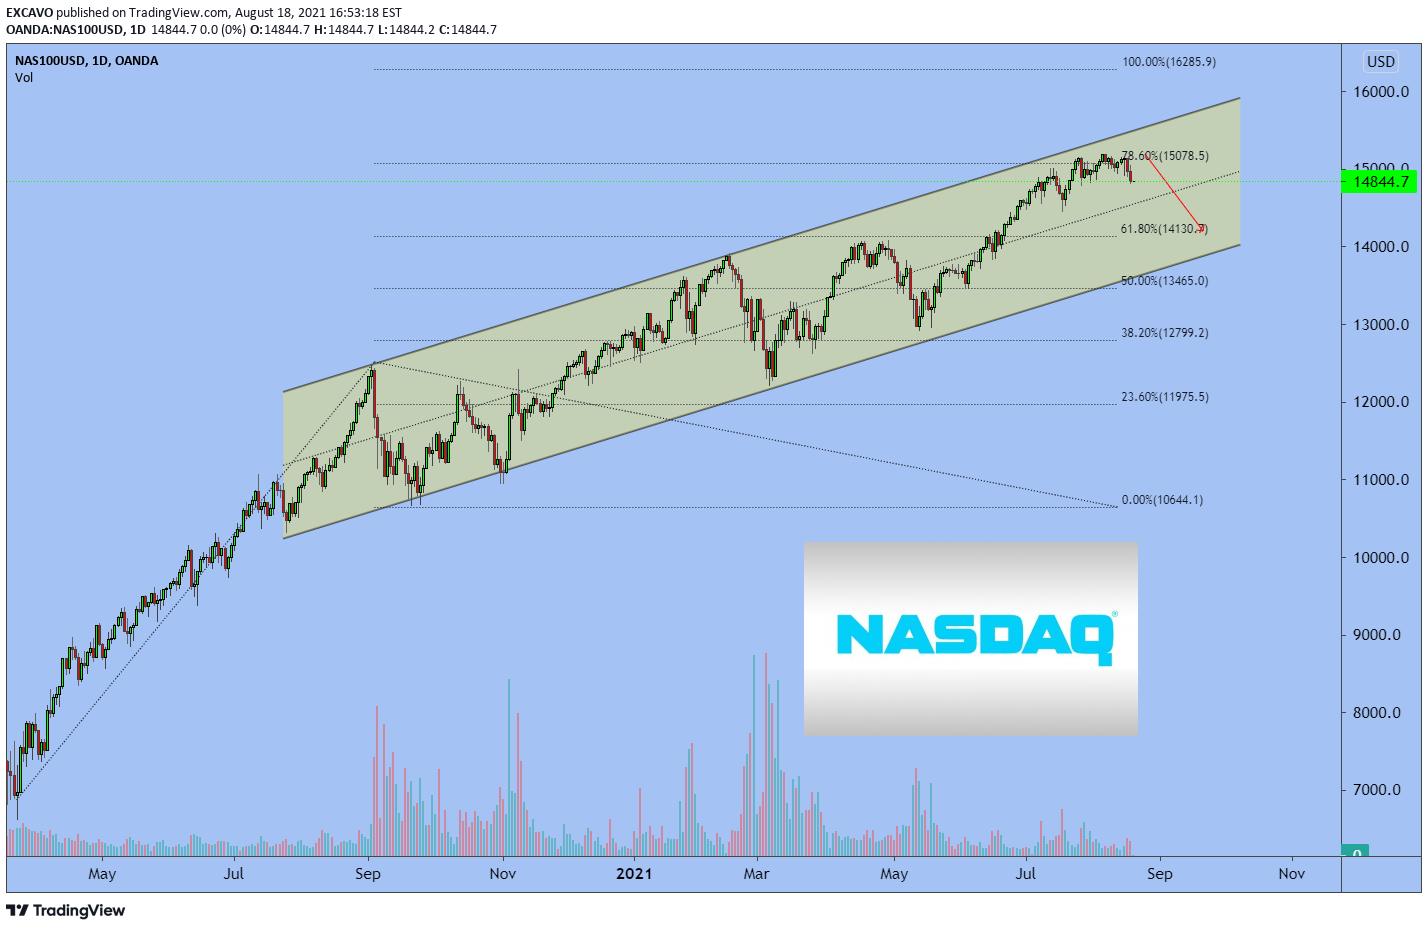 EXCAVO published on TradingView.com, August 18, 2021 16:53:18 EST
OANDA:NAS100USD, 1D 14844.7 0.0 (0%) O:14844.7 H:14844.7 L:14844.2 C:14844.7
NAS100USD, 1D, OANDA
Vol
100.00%(16285.9)
78.60%(15078.5)
61.80%(14130.7)
50.00%(13465.0)
38.20%(12799.2)
23.60%(11975.5)
0.00%(10644.1)
USD
16000.0
15000.0
14844.7
14000.0
13000.0
12000.0
11000.0
10000.0
9000.0
8000.0
7000.0
0
NASDAQ®
May Jul Sep Nov 2021 Mar May Jul Sep Nov
TradingView